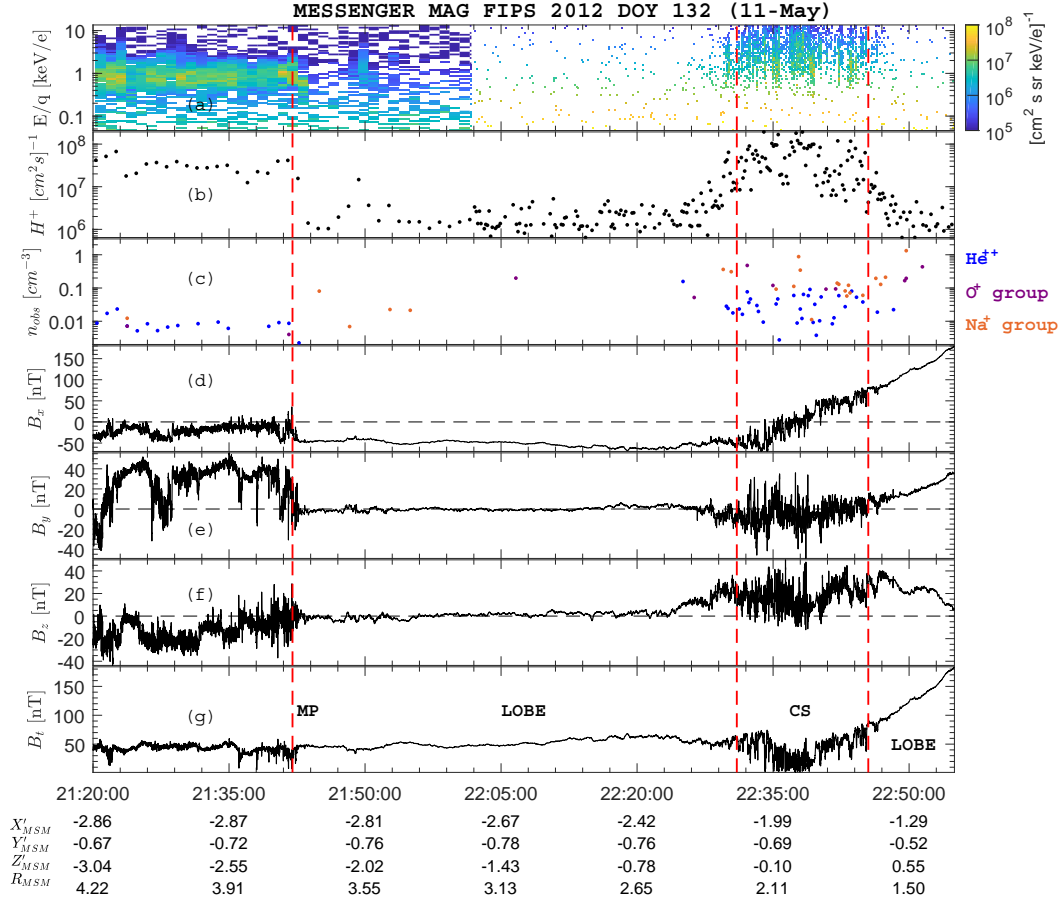 MESSENGER MAG FIPS 2012 DOY 132 (11-May)
E/q [keV/e]
10
1
0.1
(a)
10^8
10^7
10^6
10^5
[cm^2 s sr keV/e]^-1
H^+ [cm^2 s]^-1
10^8
10^7
10^6
(b)
n_obs [cm^-3]
1
0.1
0.01
(c)
He^++
O^+ group
Na^+ group
B_x [nT]
150
100
50
0
-50
(d)
B_y [nT]
40
20
0
-20
-40
(e)
B_z [nT]
40
20
0
-20
-40
(f)
B_t [nT]
150
100
50
(g)
MP
LOBE
CS
LOBE
21:20:00 21:35:00 21:50:00 22:05:00 22:20:00 22:35:00 22:50:00
X'_MSM -2.86 -2.87 -2.81 -2.67 -2.42 -1.99 -1.29
Y'_MSM -0.67 -0.72 -0.76 -0.78 -0.76 -0.69 -0.52
Z'_MSM -3.04 -2.55 -2.02 -1.43 -0.78 -0.10 0.55
R_MSM 4.22 3.91 3.55 3.13 2.65 2.11 1.50